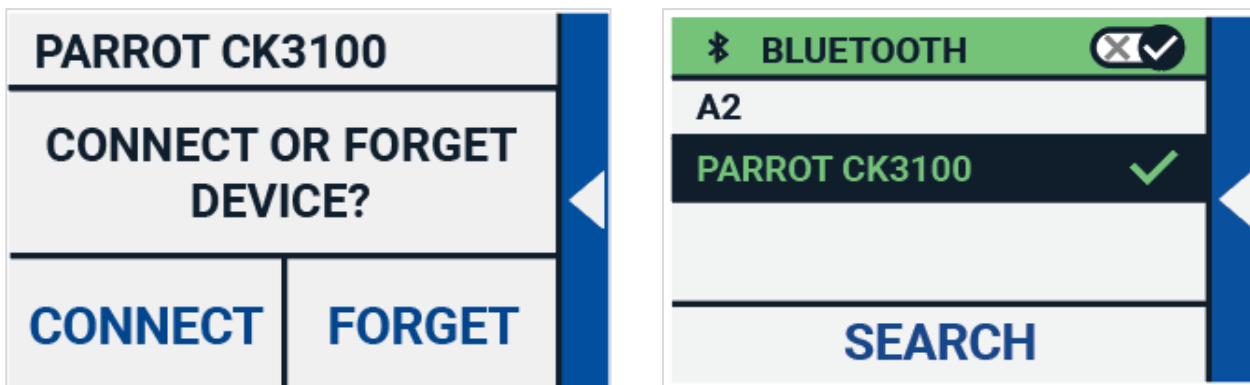 PARROT CK3100
CONNECT OR FORGET
DEVICE?
CONNECT
FORGET
BLUETOOTH
A2
PARROT CK3100
SEARCH